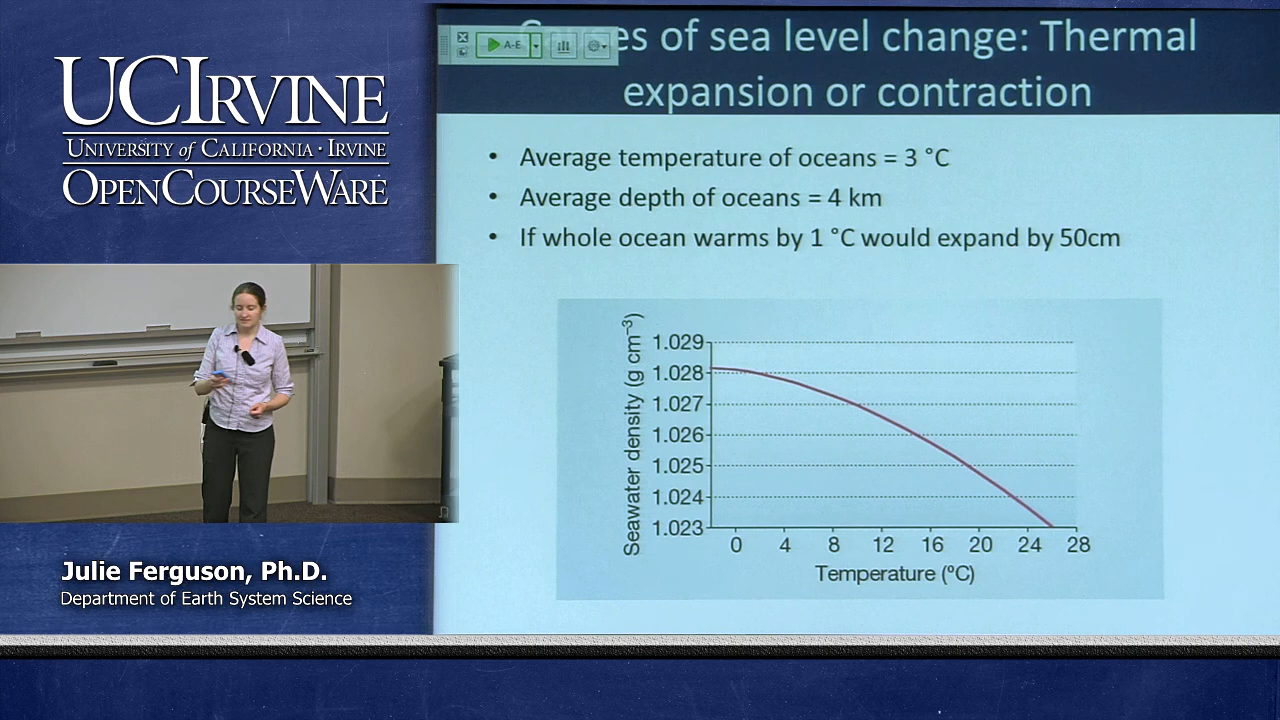 UCIRVINE
UNIVERSITY of CALIFORNIA · IRVINE
OPENCOURSEWARE
Julie Ferguson, Ph.D.
Department of Earth System Science
A-E
Causes of sea level change: Thermal
expansion or contraction
• Average temperature of oceans = 3 °C
• Average depth of oceans = 4 km
• If whole ocean warms by 1 °C would expand by 50cm
Seawater density (g cm⁻³)
1.029
1.028
1.027
1.026
1.025
1.024
1.023
0 4 8 12 16 20 24 28
Temperature (ºC)